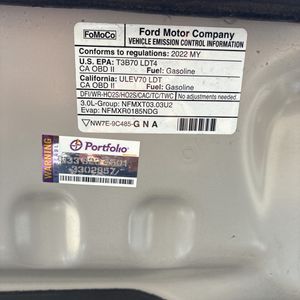 FoMoCo
Ford Motor Company
VEHICLE EMISSION CONTROL INFORMATION
Conforms to regulations: 2022 MY
U.S. EPA: T3B70 LDT4
CA OBD II Fuel: Gasoline
California: ULEV70 LDT
CA OBD II Fuel: Gasoline
DFI/WR-HO2S/HO2S/CAC/TC/TWC No adjustments needed.
3.0L-Group: NFMXT03.03U2
Evap: NFMXR0185NDG
NW7E-9C485-GNA
WARNING
Portfolio
3302857